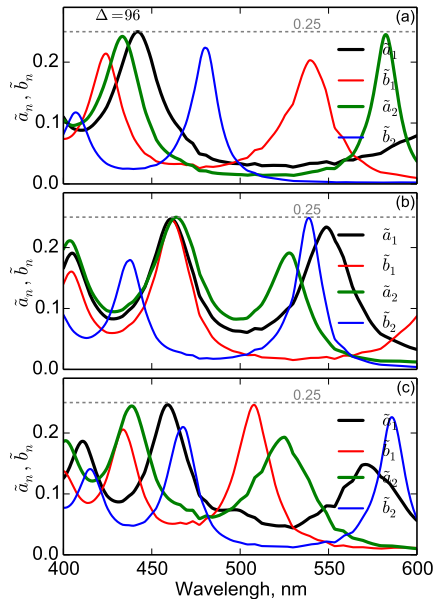 Δ=96
(a)
0.25
0.2
0.1
0.0
ãₙ, b̃ₙ
ã₁
b̃₁
ã₂
b̃₂
(b)
0.25
0.2
0.1
0.0
ãₙ, b̃ₙ
ã₁
b̃₁
ã₂
b̃₂
(c)
0.25
0.2
0.1
0.0
ãₙ, b̃ₙ
ã₁
b̃₁
ã₂
b̃₂
400 450 500 550 600
Wavelengh, nm